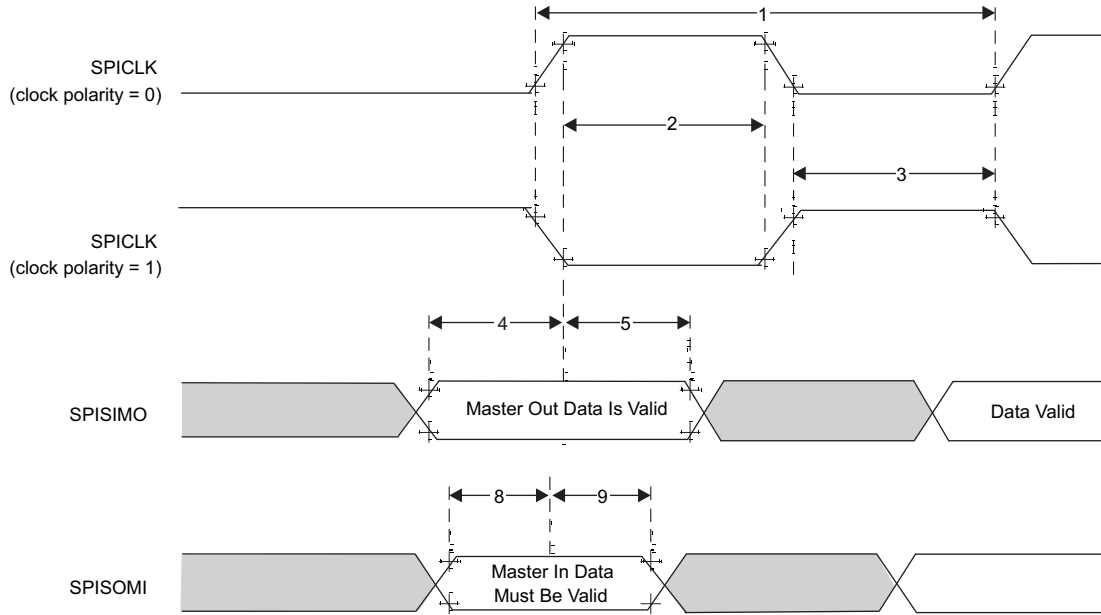 1
SPICLK
(clock polarity = 0)
2
3
SPICLK
(clock polarity = 1)
4
5
SPISIMO
Master Out Data Is Valid
Data Valid
8
9
SPISOMI
Master In Data
Must Be Valid